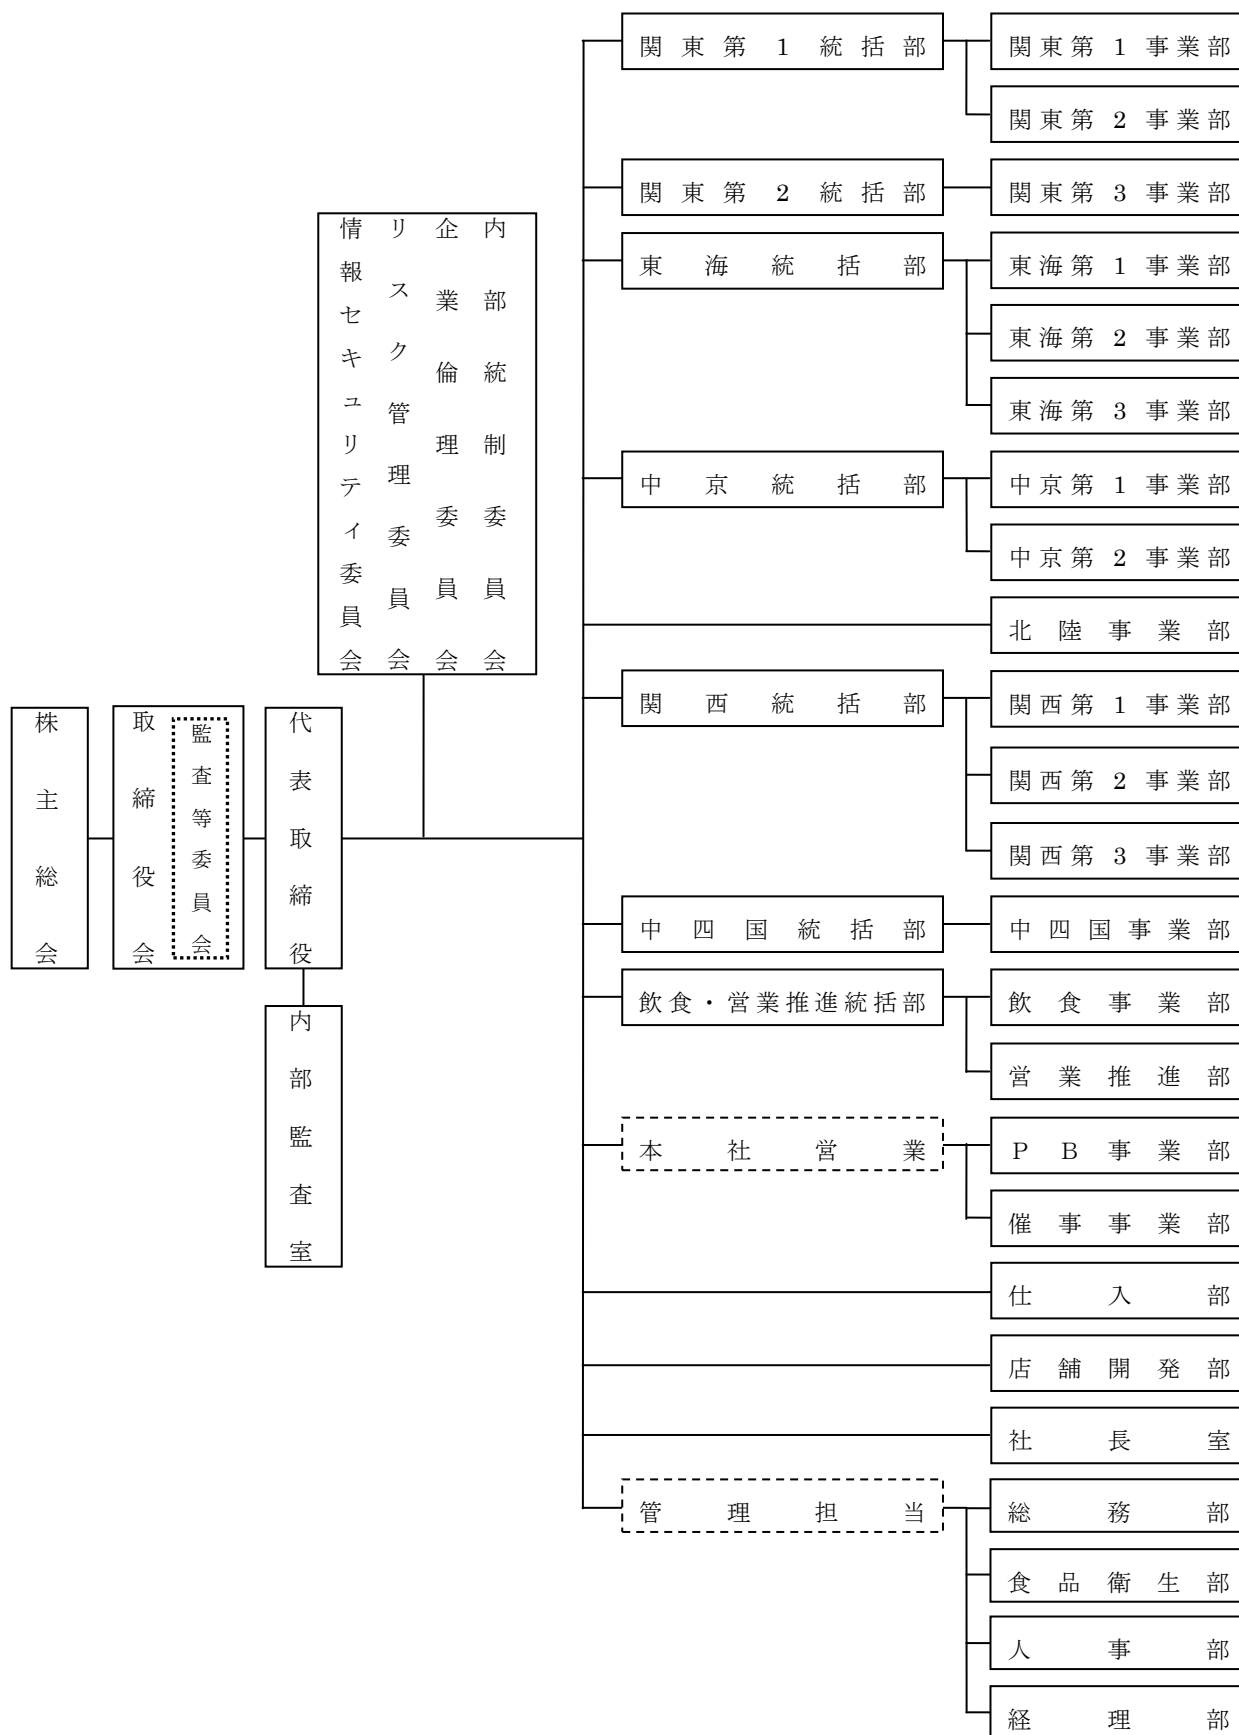 株主総会
取締役会
監査等委員会
代表取締役
内部監査室
内部統制委員会
企業倫理委員会
リスク管理委員会
情報セキュリティ委員会
関東第1統括部
関東第1事業部
関東第2事業部
関東第2統括部
関東第3事業部
東海統括部
東海第1事業部
東海第2事業部
東海第3事業部
中京統括部
中京第1事業部
中京第2事業部
北陸事業部
関西統括部
関西第1事業部
関西第2事業部
関西第3事業部
中四国統括部
中四国事業部
飲食・営業推進統括部
飲食事業部
営業推進部
本社営業
PB事業部
催事事業部
仕入部
店舗開発部
社長室
管理担当
総務部
食品衛生部
人事部
経理部